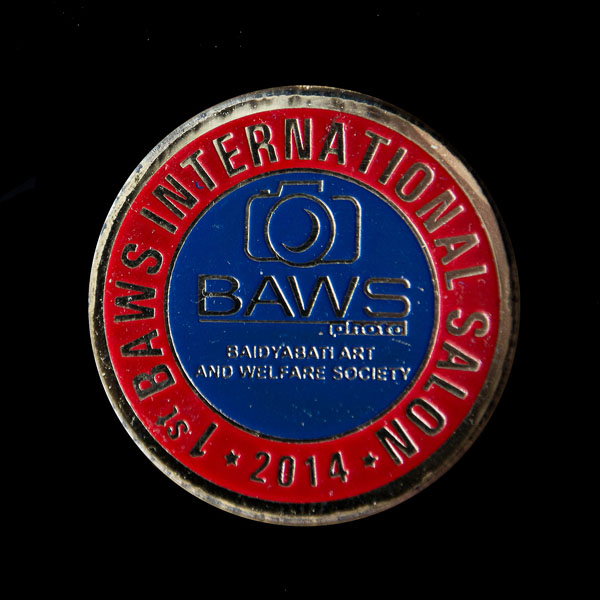 1st BAWS INTERNATIONAL SALON
★ 2014 ★
BAWS
photo
BAIDYABATI ART
AND WELFARE SOCIETY